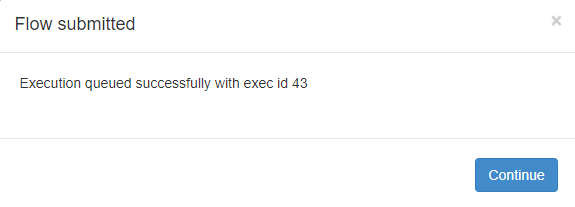 Flow submitted
×
Execution queued successfully with exec id 43
Continue